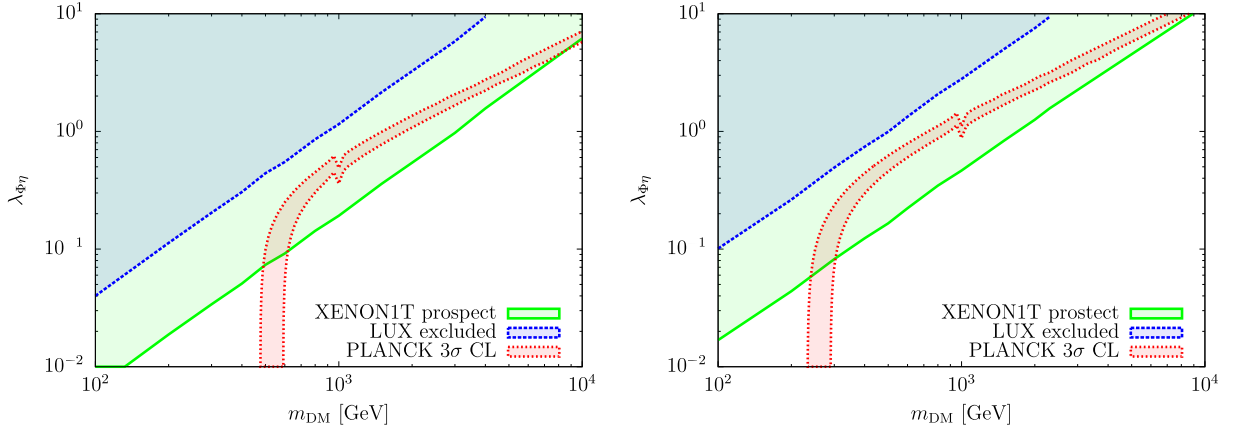 10^1
10^0
10^-1
10^-2
λ_Φη
10^2
10^3
10^4
m_DM [GeV]
XENON1T prospect
LUX excluded
PLANCK 3σ CL
10^1
10^0
10^-1
10^-2
λ_Φη
10^2
10^3
10^4
m_DM [GeV]
XENON1T prostect
LUX excluded
PLANCK 3σ CL